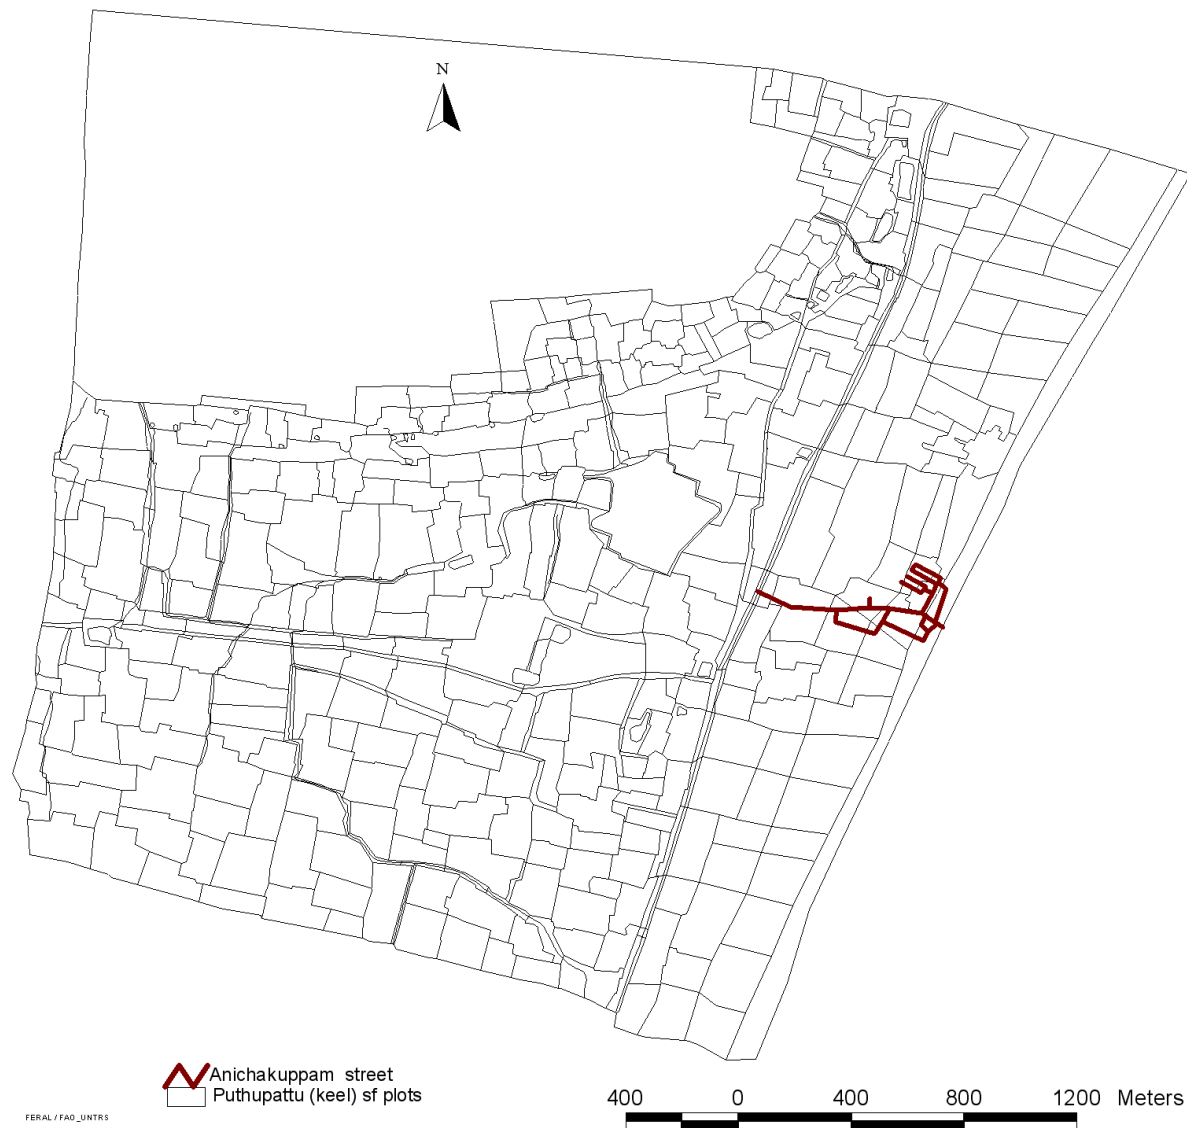 N
Anichakuppam street
Puthupattu (keel) sf plots
FERAL / FAO_UNTRS
400 0 400 800 1200 Meters